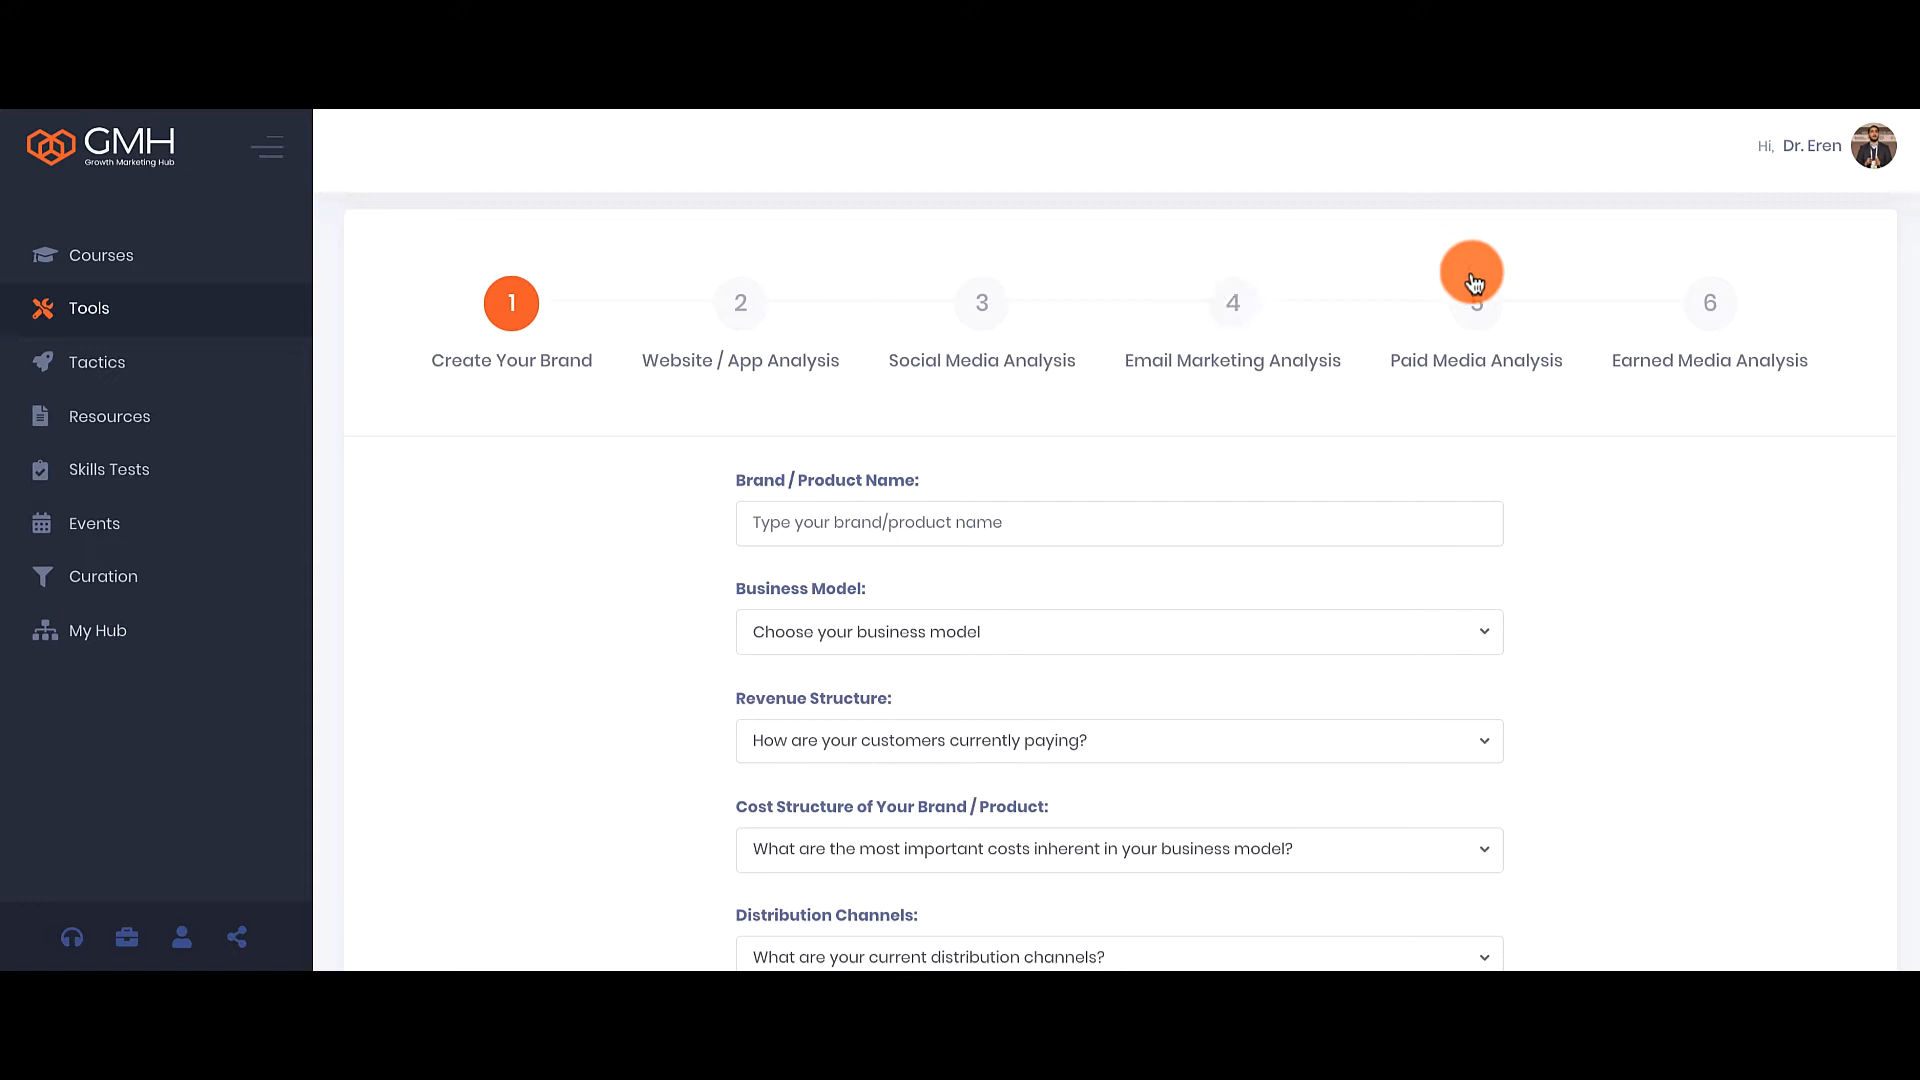 GMH
Growth Marketing Hub
Hi, Dr. Eren
Courses
Tools
Tactics
Resources
Skills Tests
Events
Curation
My Hub
1
2
3
4
5
6
Create Your Brand
Website / App Analysis
Social Media Analysis
Email Marketing Analysis
Paid Media Analysis
Earned Media Analysis
Brand / Product Name:
Type your brand/product name
Business Model:
Choose your business model
Revenue Structure:
How are your customers currently paying?
Cost Structure of Your Brand / Product:
What are the most important costs inherent in your business model?
Distribution Channels:
What are your current distribution channels?